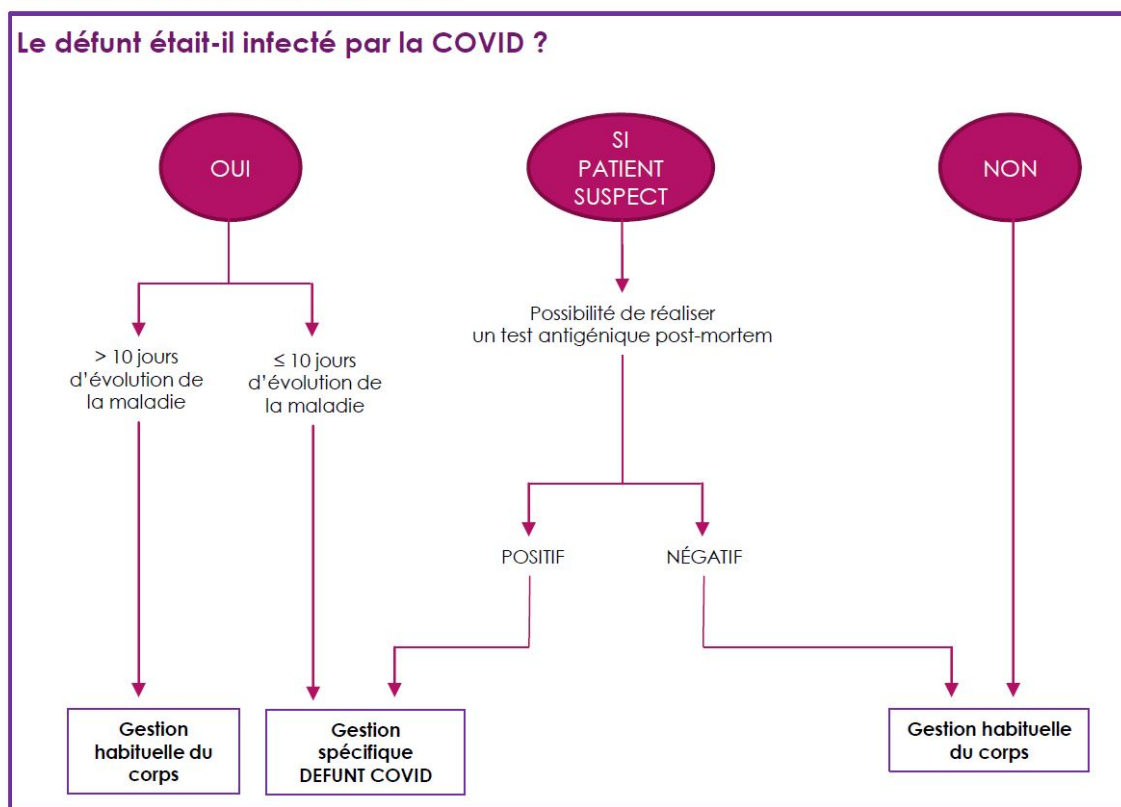 Le défunt était-il infecté par la COVID ?
OUI
SI
PATIENT
SUSPECT
NON
Possibilité de réaliser
un test antigénique post-mortem
> 10 jours
d'évolution de
la maladie
≤ 10 jours
d'évolution de
la maladie
POSITIF
NÉGATIF
Gestion
habituelle du
corps
Gestion
spécifique
DEFUNT COVID
Gestion habituelle
du corps